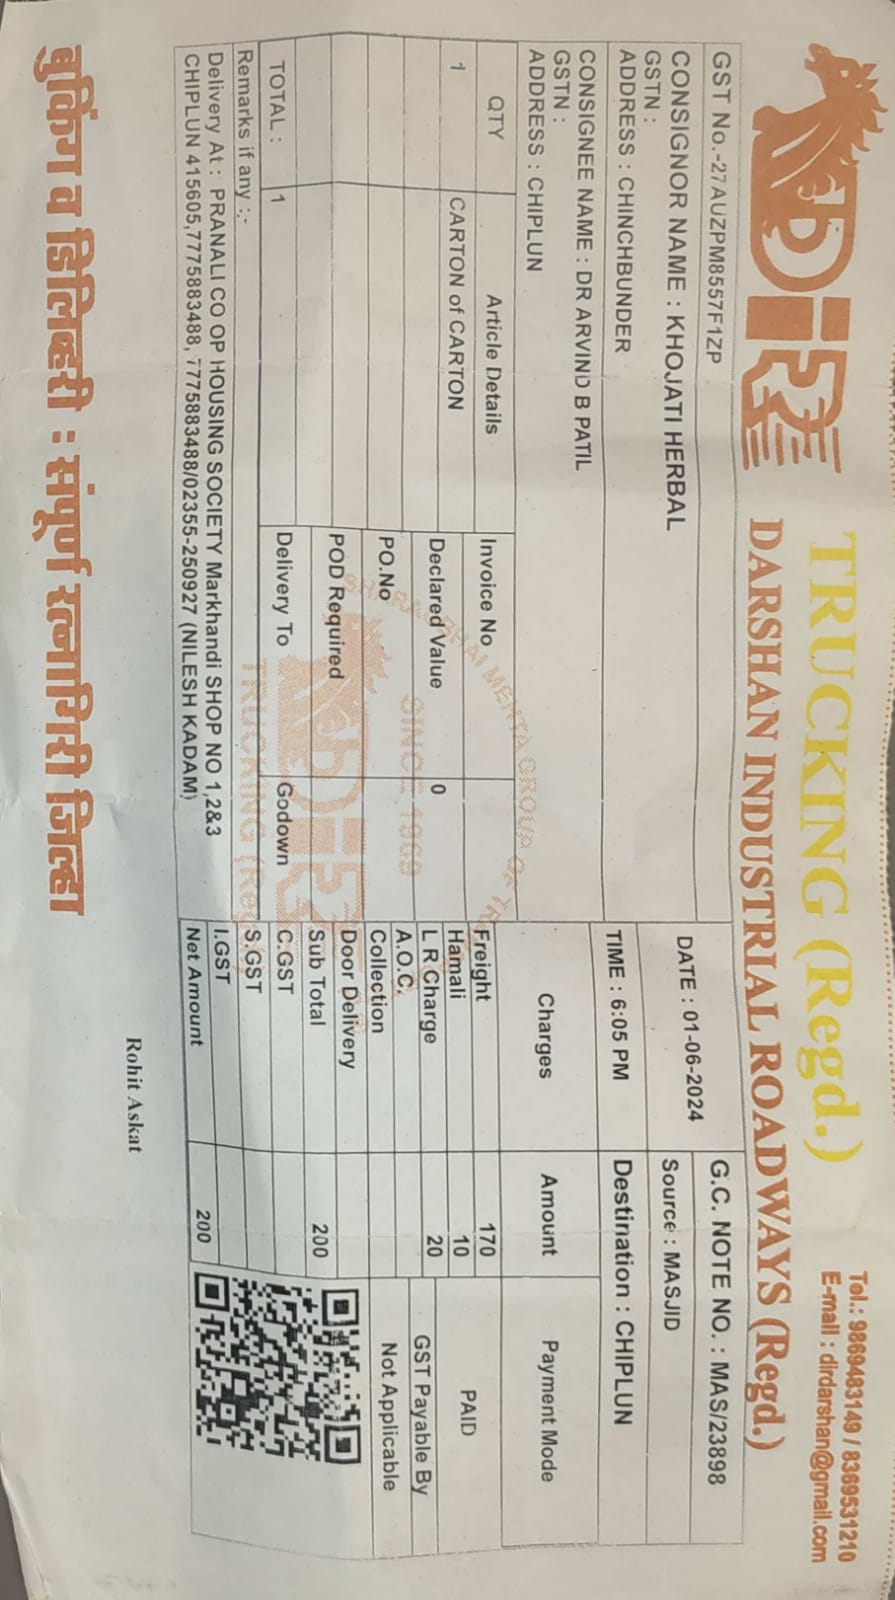 DIR
TRUCKING (Regd.)
Tel.: 9869483149 / 8369531210
E-mail : dirdarshan@gmail.com
DARSHAN INDUSTRIAL ROADWAYS (Regd.)
GST No.-27AUZPM8557F1ZP
G.C. NOTE NO. : MAS/23898
CONSIGNOR NAME : KHOJATI HERBAL
DATE : 01-06-2024
Source : MASJID
GSTN :
ADDRESS : CHINCHBUNDER
TIME : 6:05 PM
Destination : CHIPLUN
CONSIGNEE NAME : DR ARVIND B PATIL
GSTN :
ADDRESS : CHIPLUN
Charges Amount Payment Mode
QTY Article Details Invoice No Freight 170 PAID
1 CARTON of CARTON Declared Value 0 Hamali 10
L R Charge 20 GST Payable By
PO.No A.O.C. Not Applicable
Collection
POD Required Door Delivery
Sub Total 200
TOTAL : 1 Delivery To Godown C.GST
Remarks if any :- S.GST
Delivery At : PRANALI CO OP HOUSING SOCIETY Markhandi SHOP NO 1,2&3 I.GST
CHIPLUN 415605,7775883488, 7775883488/02355-250927 (NILESH KADAM) Net Amount 200
SINCE 1969
DIR
TRUCKING
Rohit Askat
बुकिंग व डिलिव्हरी : संपूर्ण रत्नागिरी जिल्हा